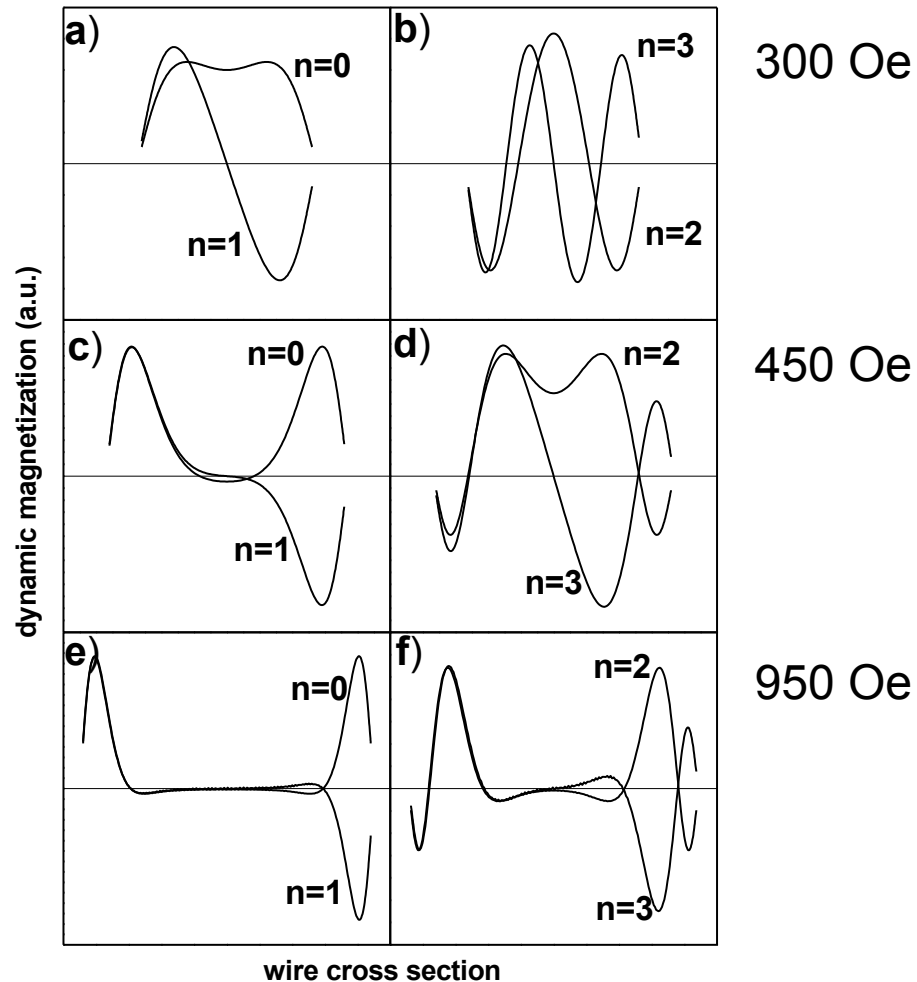 a)
n=0
n=1
b)
n=3
n=2
300 Oe
c)
n=0
n=1
d)
n=2
n=3
450 Oe
e)
n=0
n=1
f)
n=2
n=3
950 Oe
dynamic magnetization (a.u.)
wire cross section